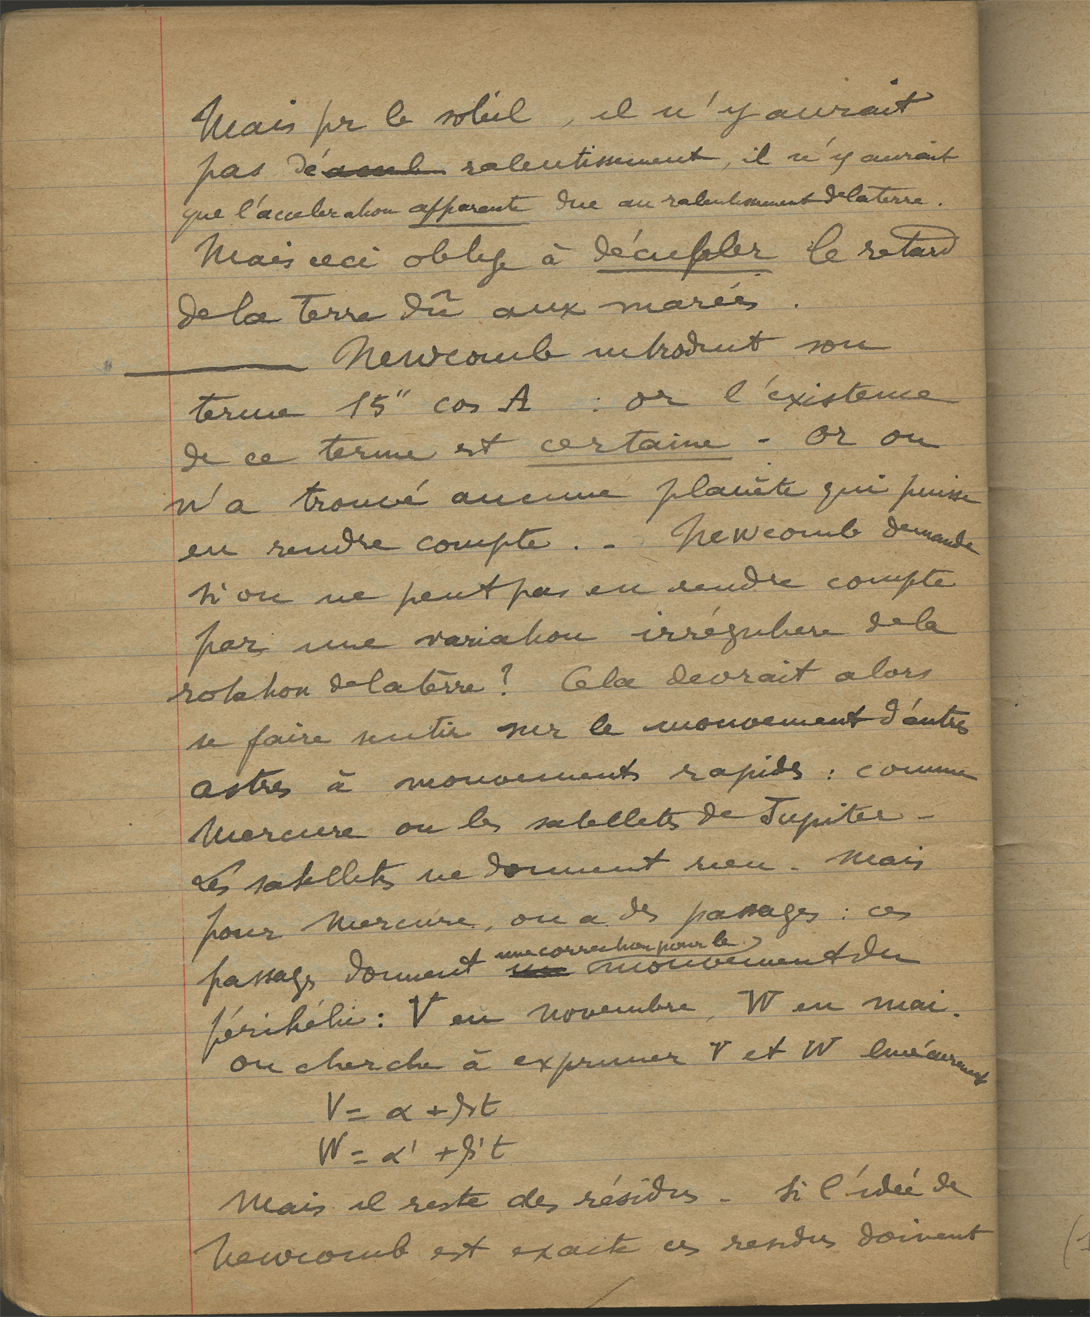 Mais pr le soleil, il n'y aurait
pas de ralentissement, il n'y aurait
que l'acceleration apparente due au ralentissement de la terre.
Mais ceci oblige à décupler le retard
de la Terre dû aux marées.
Newcomb introduit son
terme 15" cos A : or l'existence
de ce terme est certaine - Or on
n'a trouvé aucune planète qui puisse
en rendre compte . - Newcomb demande
si on ne peut pas en rendre compte
par une variation irrégulière de la
rotation de la terre ? Cela devrait alors
se faire sentir sur le mouvement d'autres
astres à mouvements rapides : comme
Mercure ou les satellites de Jupiter -
Les satellites ne donnent rien - Mais
pour Mercure, on a des passages : ces
une correction pour le
passages donnent mouvement du
périhélie : V en novembre, W en mai.
on cherche à exprimer V et W linéairement
V = α + βt
W = α' + β't
Mais il reste des résidus - Si l'idée de
Newcomb est exacte ces residus doivent